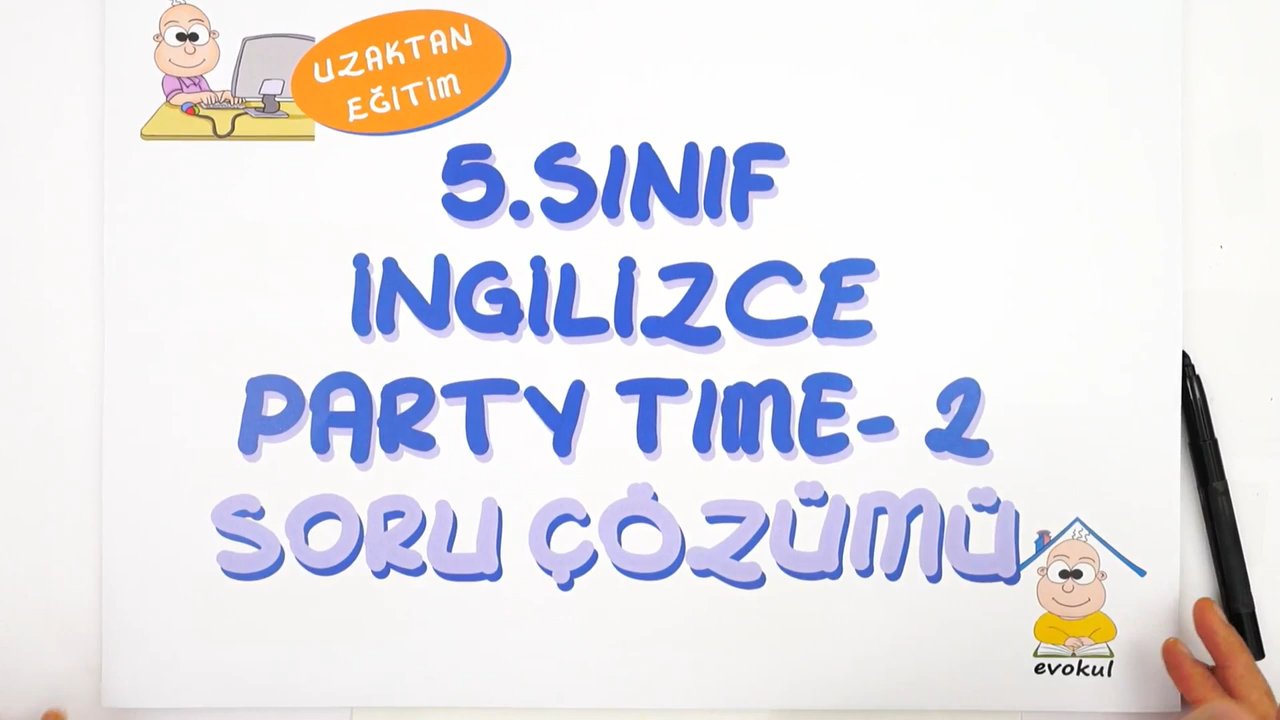 UZAKTAN
EĞİTİM
5.SINIF
İNGİLİZCE
PARTY TIME- 2
SORU ÇÖZÜMÜ
evokul